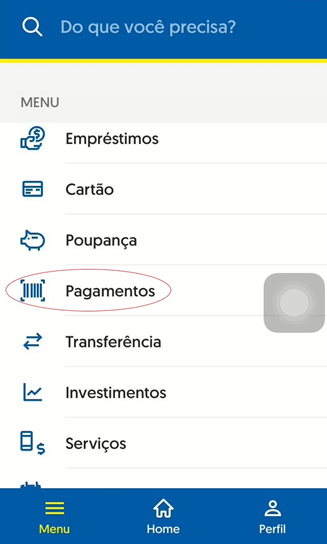 Do que você precisa?
MENU
Empréstimos
Cartão
Poupança
Pagamentos
Transferência
Investimentos
Serviços
Menu
Home
Perfil